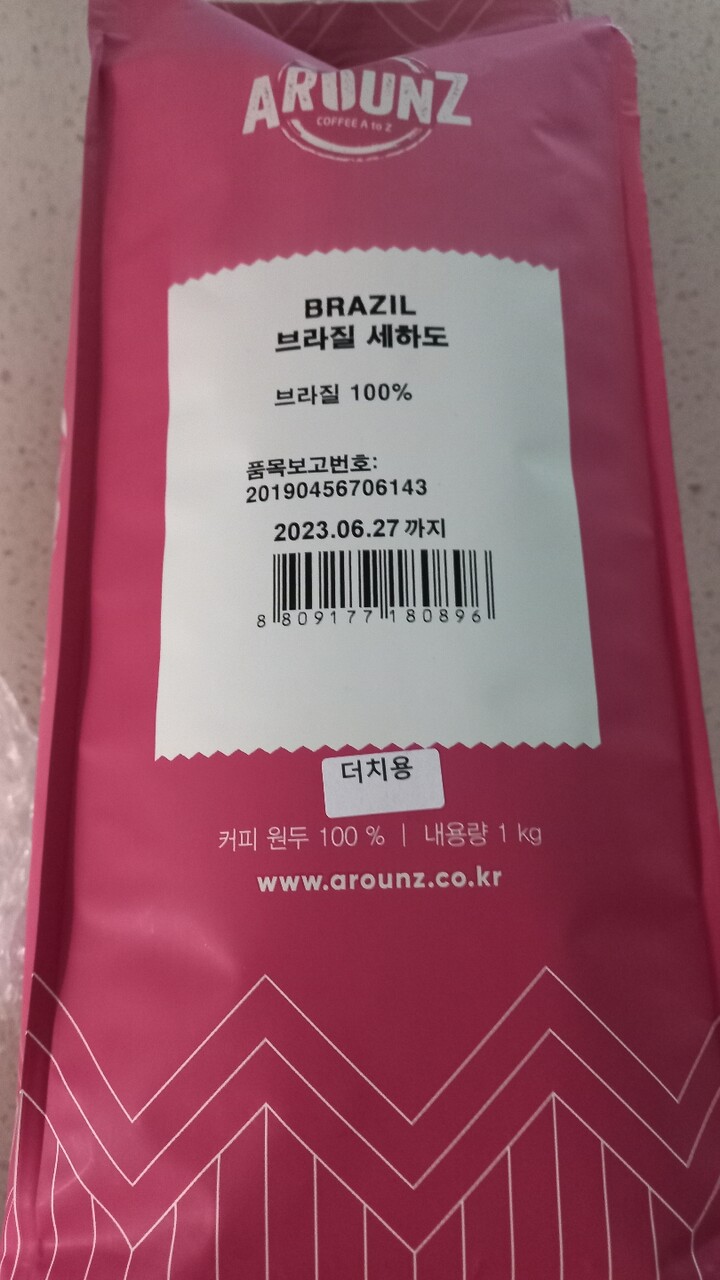 AROUNZ
COFFEE A to Z
BRAZIL
브라질 세하도
브라질 100%
품목보고번호:
20190456706143
2023.06.27 까지
8 809177 180896
더치용
커피 원두 100 % | 내용량 1 kg
www.arounz.co.kr